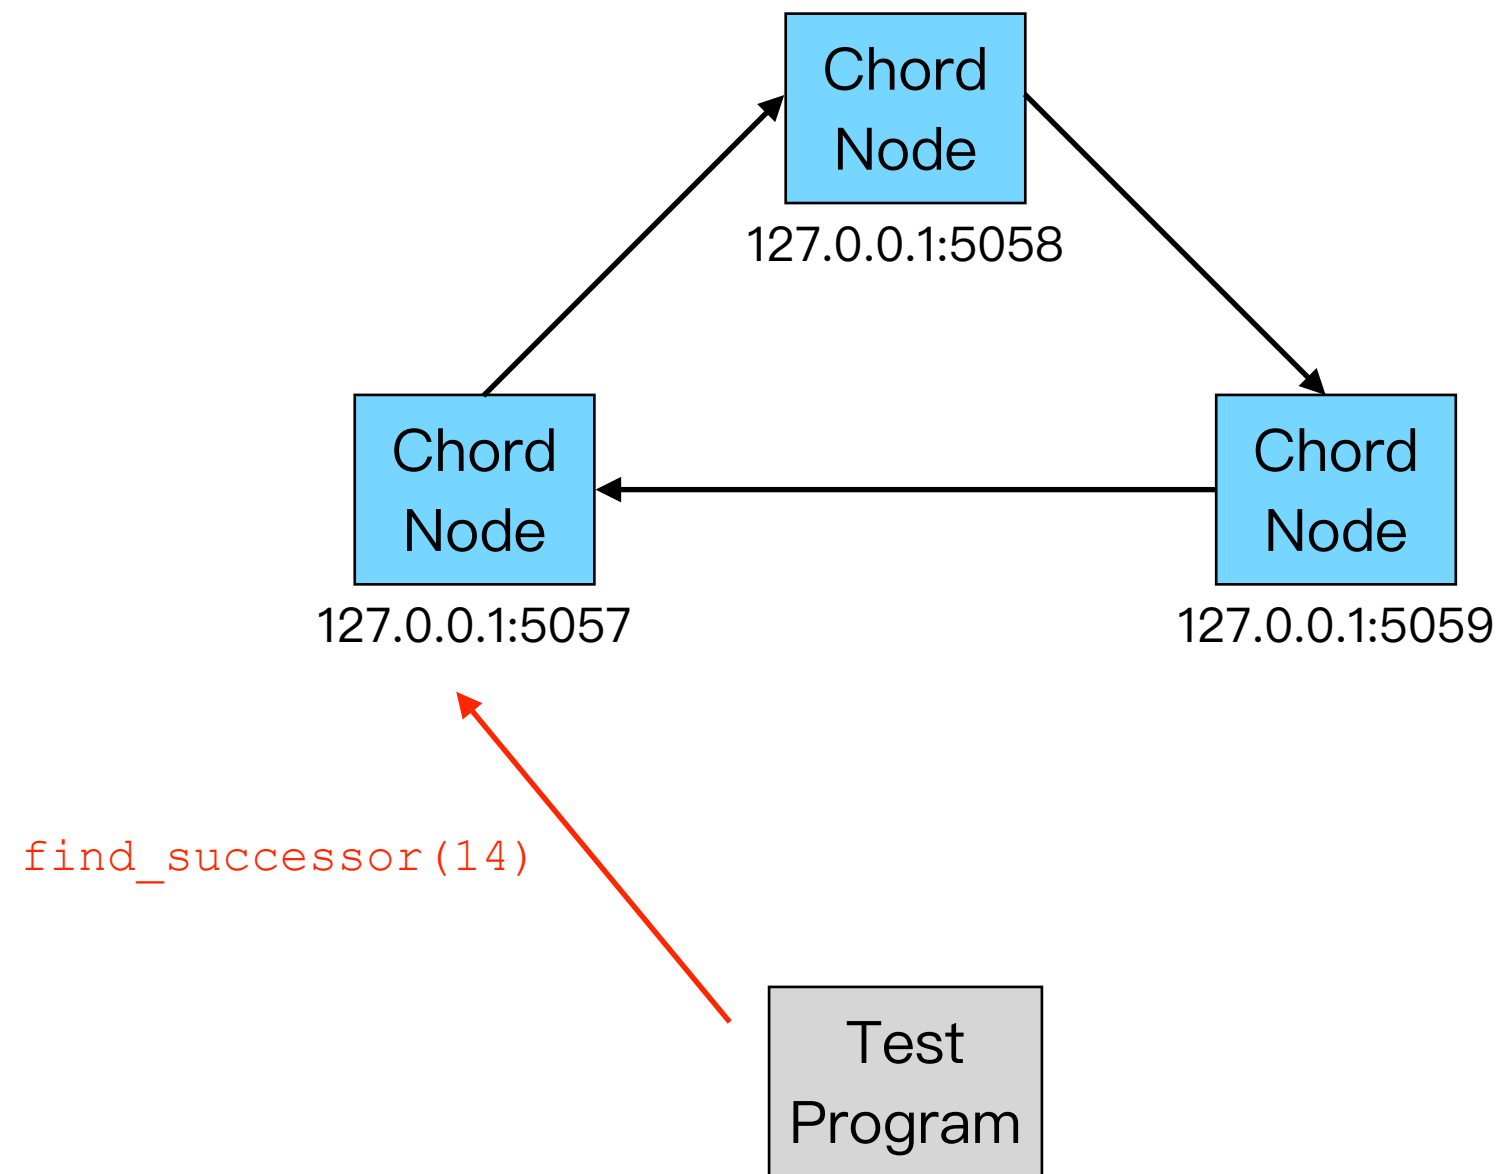 Chord
Node
127.0.0.1:5058
Chord
Node
127.0.0.1:5057
Chord
Node
127.0.0.1:5059
find_successor(14)
Test
Program